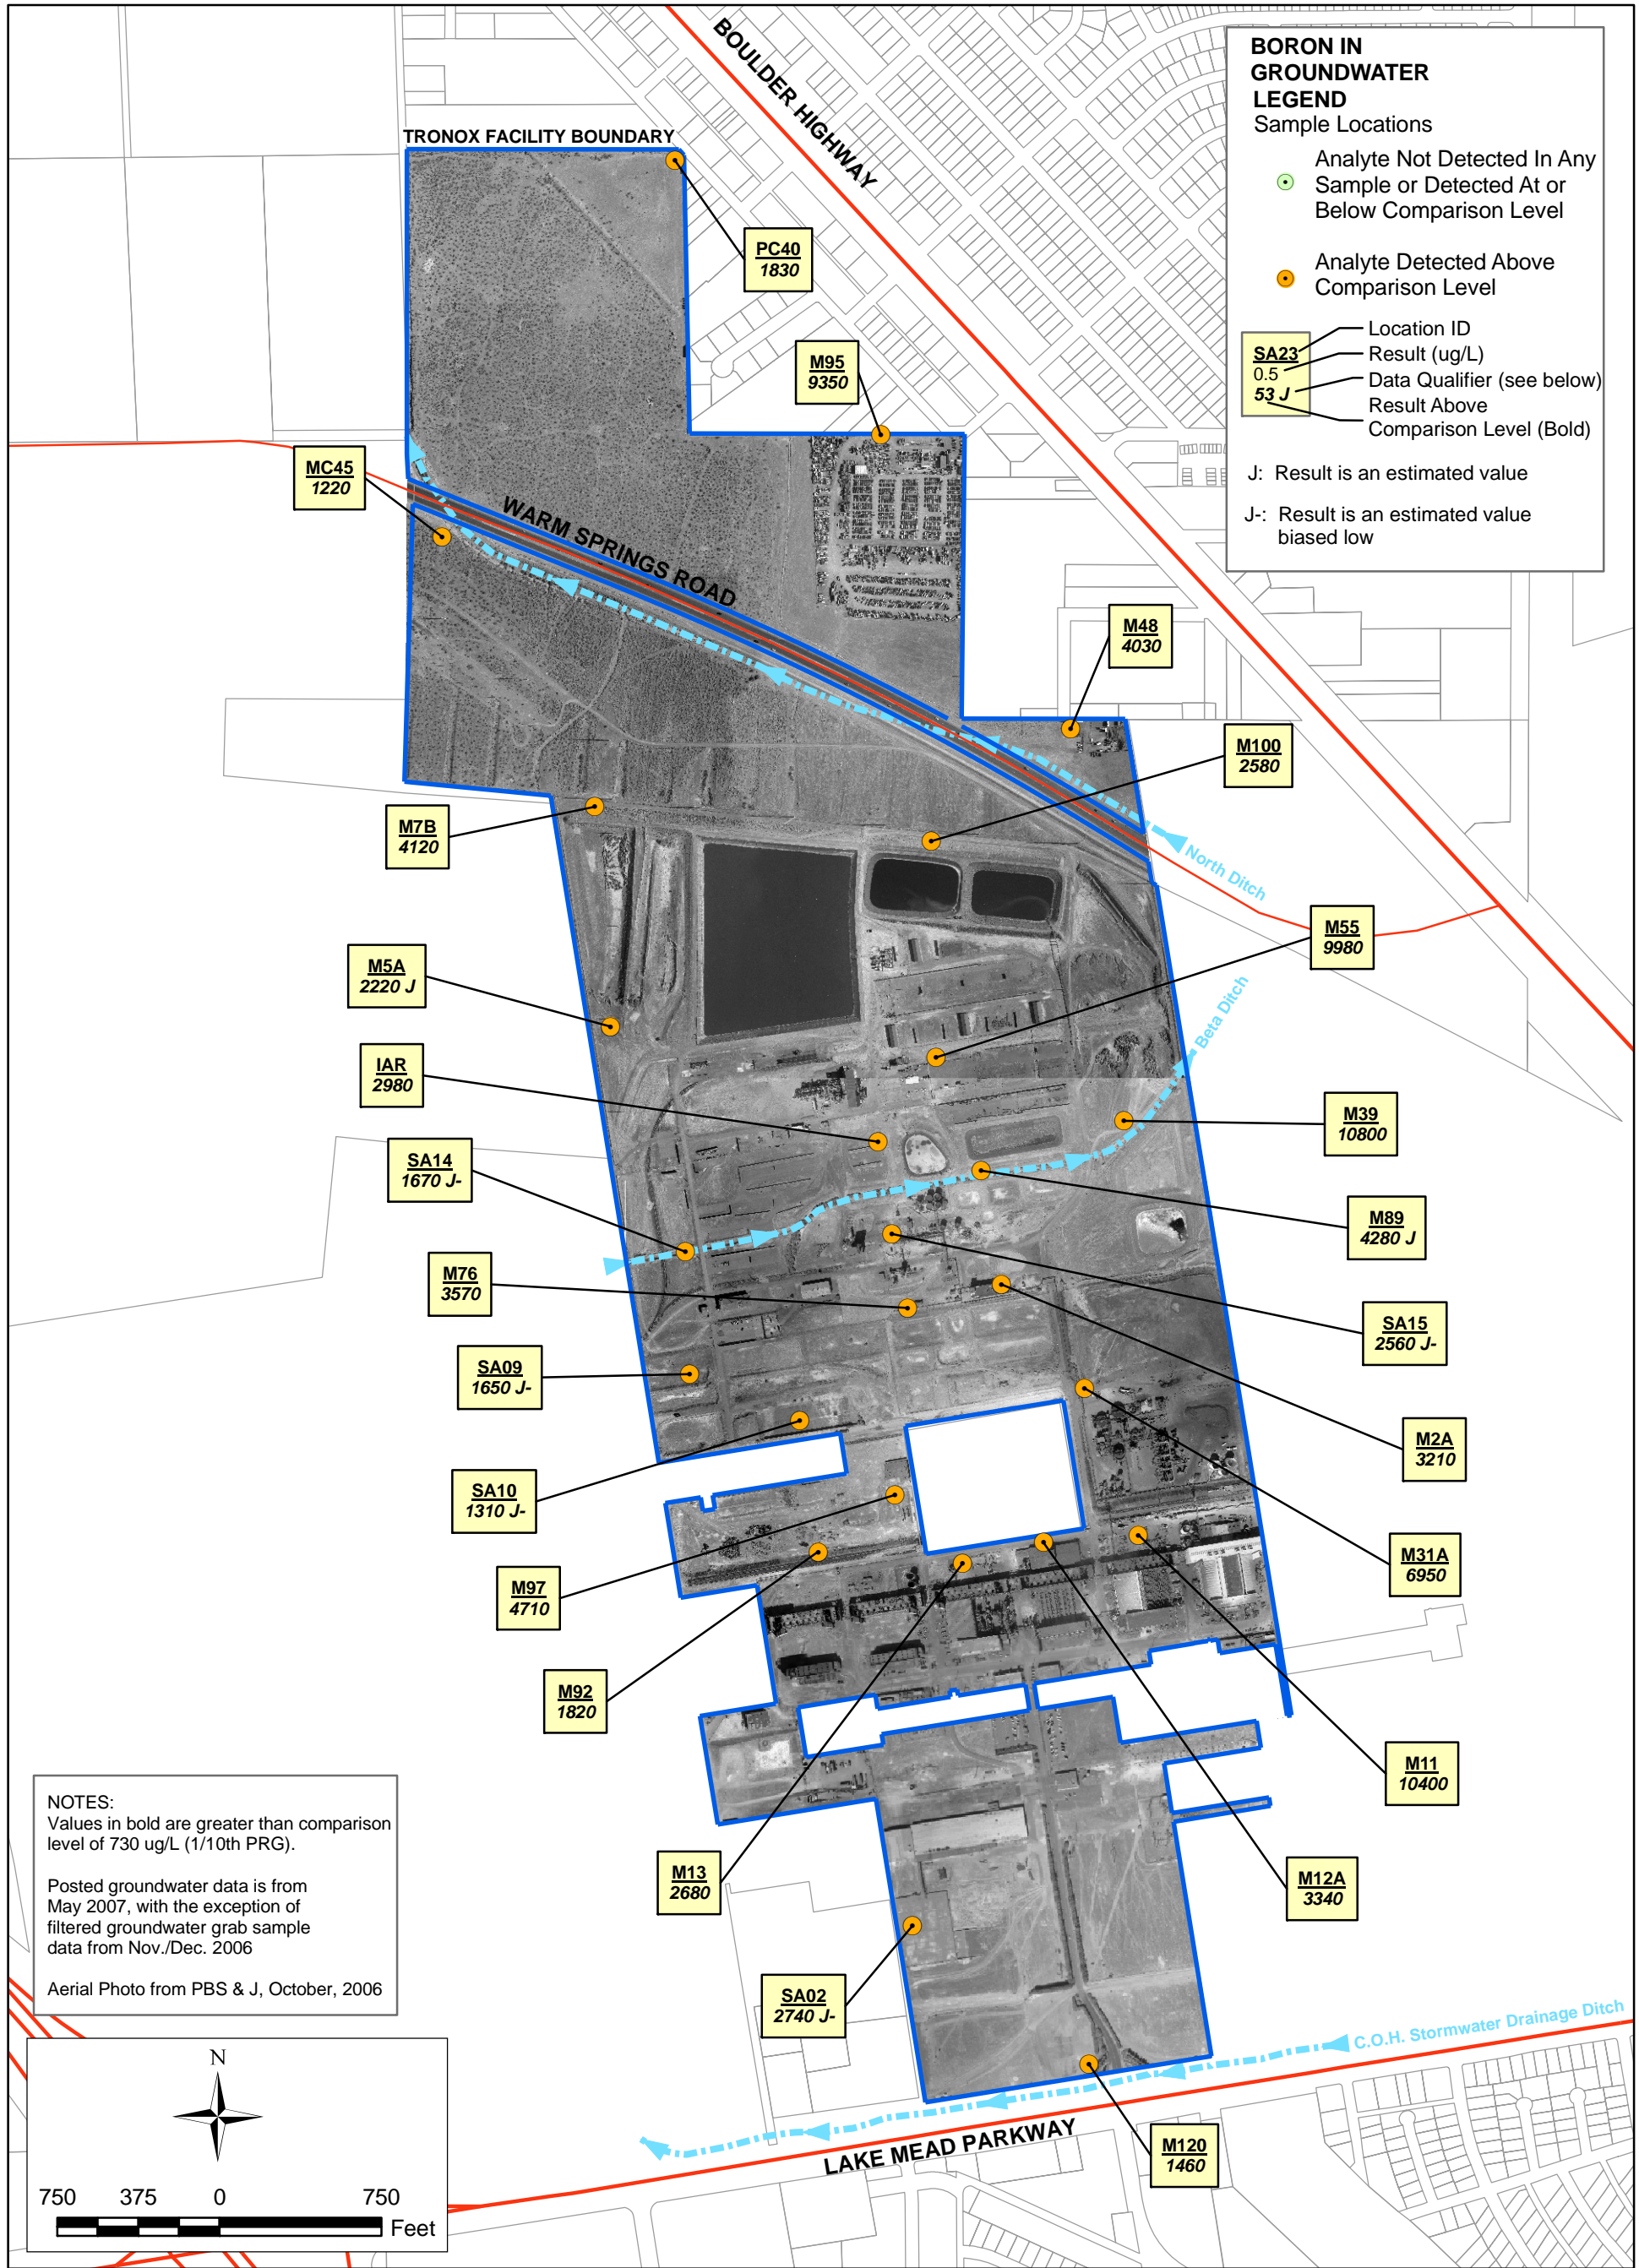 BOULDER HIGHWAY
BORON IN
GROUNDWATER
LEGEND
Sample Locations
Analyte Not Detected In Any
Sample or Detected At or
Below Comparison Level
Analyte Detected Above
Comparison Level
SA23
0.5
53 J
Location ID
Result (ug/L)
Data Qualifier (see below)
Result Above
Comparison Level (Bold)
J: Result is an estimated value
J-: Result is an estimated value
biased low
TRONOX FACILITY BOUNDARY
PC40
1830
M95
9350
MC45
1220
WARM SPRINGS ROAD
M48
4030
M100
2580
M7B
4120
North Ditch
M55
9980
M5A
2220 J
Beta Ditch
IAR
2980
M39
10800
SA14
1670 J-
M89
4280 J
M76
3570
SA15
2560 J-
SA09
1650 J-
M2A
3210
SA10
1310 J-
M31A
6950
M97
4710
M92
1820
M11
10400
M13
2680
M12A
3340
SA02
2740 J-
NOTES:
Values in bold are greater than comparison
level of 730 ug/L (1/10th PRG).
Posted groundwater data is from
May 2007, with the exception of
filtered groundwater grab sample
data from Nov./Dec. 2006
Aerial Photo from PBS & J, October, 2006
C.O.H. Stormwater Drainage Ditch
LAKE MEAD PARKWAY
M120
1460
N
750 375 0 750
Feet